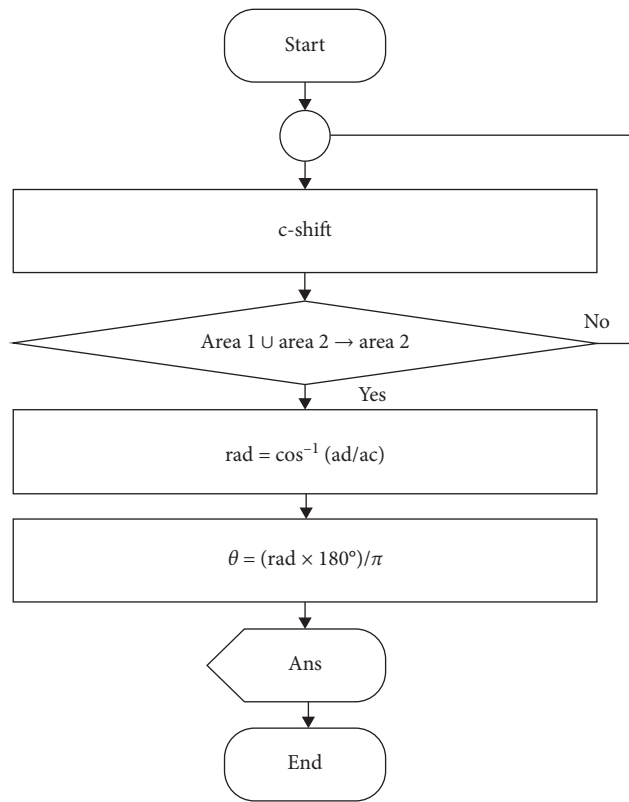 Start
c-shift
Area 1 ∪ area 2 → area 2
No
Yes
rad = cos⁻¹ (ad/ac)
θ = (rad × 180°)/π
Ans
End